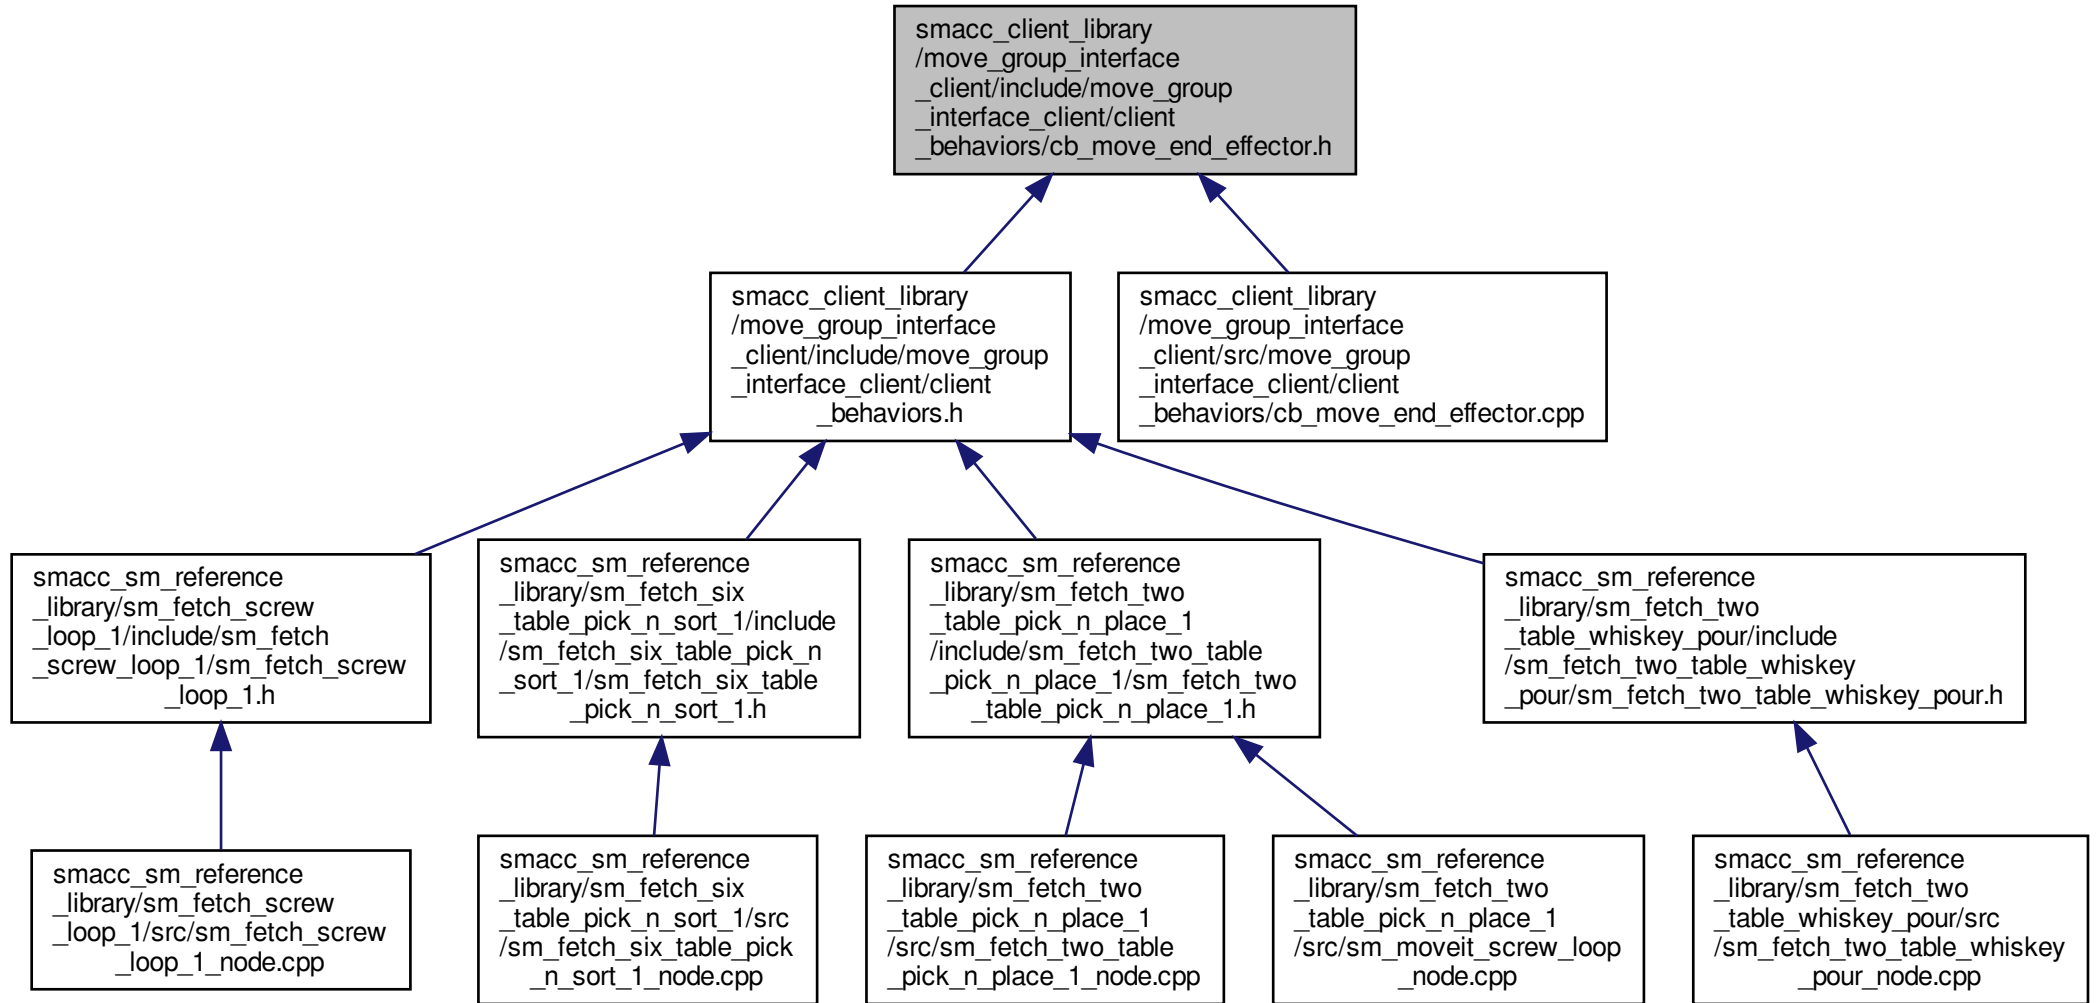 smacc_client_library
/move_group_interface
_client/include/move_group
_interface_client/client
_behaviors/cb_move_end_effector.h
smacc_client_library
/move_group_interface
_client/include/move_group
_interface_client/client
_behaviors.h
smacc_client_library
/move_group_interface
_client/src/move_group
_interface_client/client
_behaviors/cb_move_end_effector.cpp
smacc_sm_reference
_library/sm_fetch_screw
_loop_1/include/sm_fetch
_screw_loop_1/sm_fetch_screw
_loop_1.h
smacc_sm_reference
_library/sm_fetch_six
_table_pick_n_sort_1/include
/sm_fetch_six_table_pick_n
_sort_1/sm_fetch_six_table
_pick_n_sort_1.h
smacc_sm_reference
_library/sm_fetch_two
_table_pick_n_place_1
/include/sm_fetch_two_table
_pick_n_place_1/sm_fetch_two
_table_pick_n_place_1.h
smacc_sm_reference
_library/sm_fetch_two
_table_whiskey_pour/include
/sm_fetch_two_table_whiskey
_pour/sm_fetch_two_table_whiskey_pour.h
smacc_sm_reference
_library/sm_fetch_screw
_loop_1/src/sm_fetch_screw
_loop_1_node.cpp
smacc_sm_reference
_library/sm_fetch_six
_table_pick_n_sort_1/src
/sm_fetch_six_table_pick
_n_sort_1_node.cpp
smacc_sm_reference
_library/sm_fetch_two
_table_pick_n_place_1
/src/sm_fetch_two_table
_pick_n_place_1_node.cpp
smacc_sm_reference
_library/sm_fetch_two
_table_pick_n_place_1
/src/sm_moveit_screw_loop
_node.cpp
smacc_sm_reference
_library/sm_fetch_two
_table_whiskey_pour/src
/sm_fetch_two_table_whiskey
_pour_node.cpp